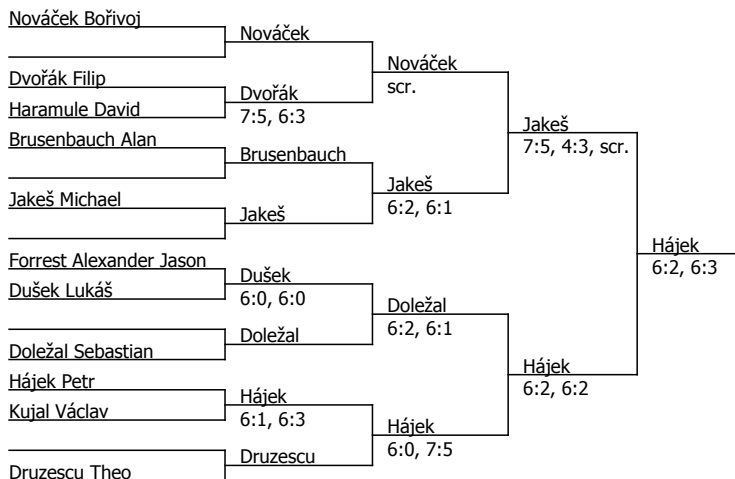 Nováček Bořivoj
Nováček
Nováček
scr.
Dvořák Filip
Dvořák
7:5, 6:3
Haramule David
Jakeš
7:5, 4:3, scr.
Brusenbauch Alan
Brusenbauch
Jakeš
6:2, 6:1
Jakeš Michael
Jakeš
Hájek
6:2, 6:3
Forrest Alexander Jason
Dušek
6:0, 6:0
Dušek Lukáš
Doležal
6:2, 6:1
Doležal
Doležal Sebastian
Hájek
6:2, 6:2
Hájek Petr
Hájek
6:1, 6:3
Kujal Václav
Hájek
6:0, 7:5
Druzescu
Druzescu Theo